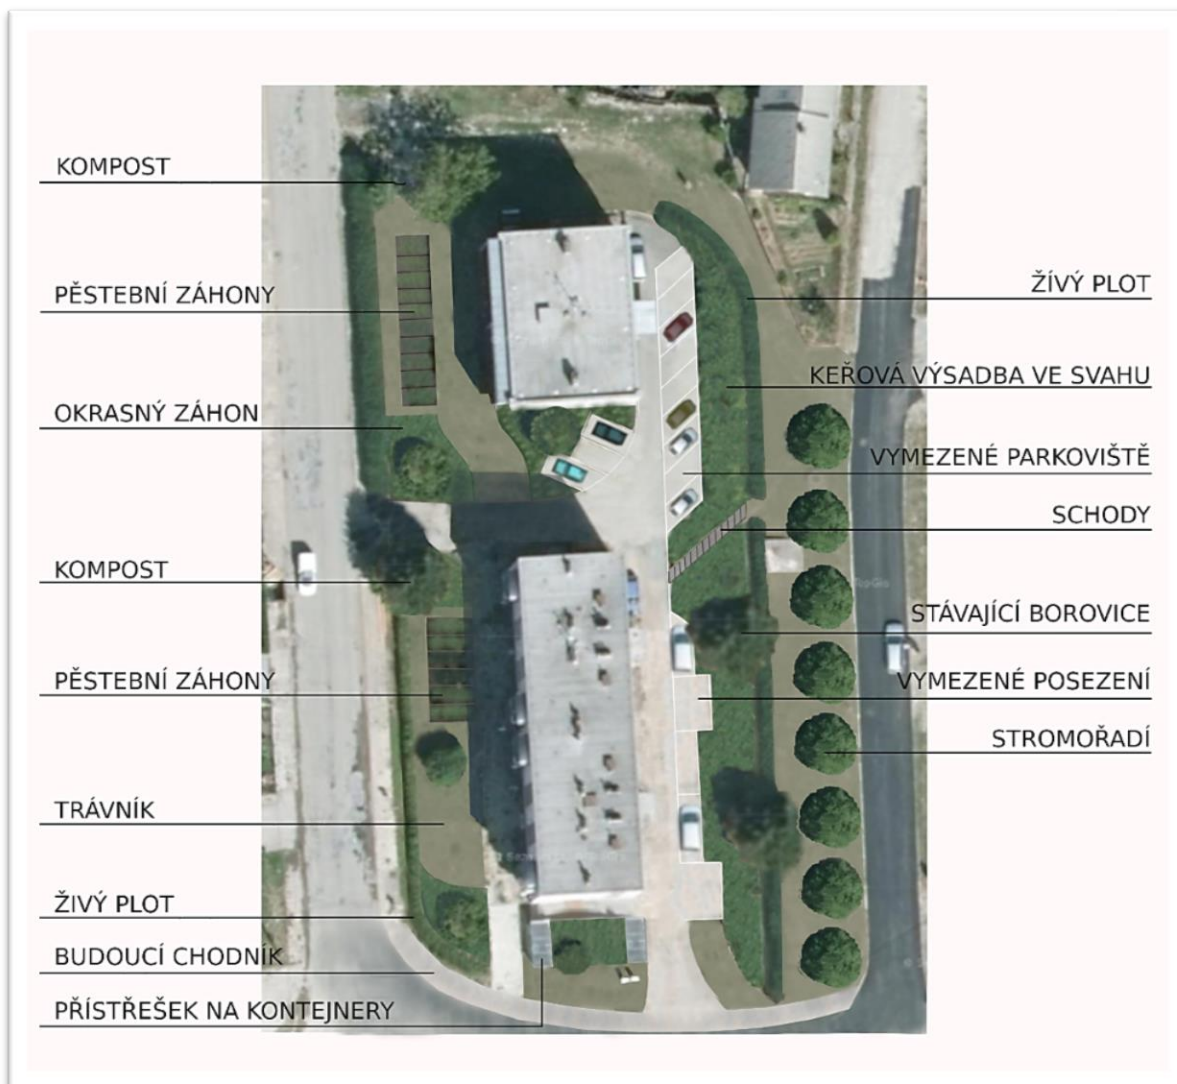 KOMPOST
PĚSTEBNÍ ZÁHONY
OKRASNÝ ZÁHON
KOMPOST
PĚSTEBNÍ ZÁHONY
TRÁVNÍK
ŽIVÝ PLOT
BUDOUCÍ CHODNÍK
PŘÍSTŘEŠEK NA KONTEJNERY
ŽÍVÝ PLOT
KEŘOVÁ VÝSADBA VE SVAHU
VYMEZENÉ PARKOVIŠTĚ
SCHODY
STÁVAJÍCÍ BOROVICE
VYMEZENÉ POSEZENÍ
STROMOŘADÍ